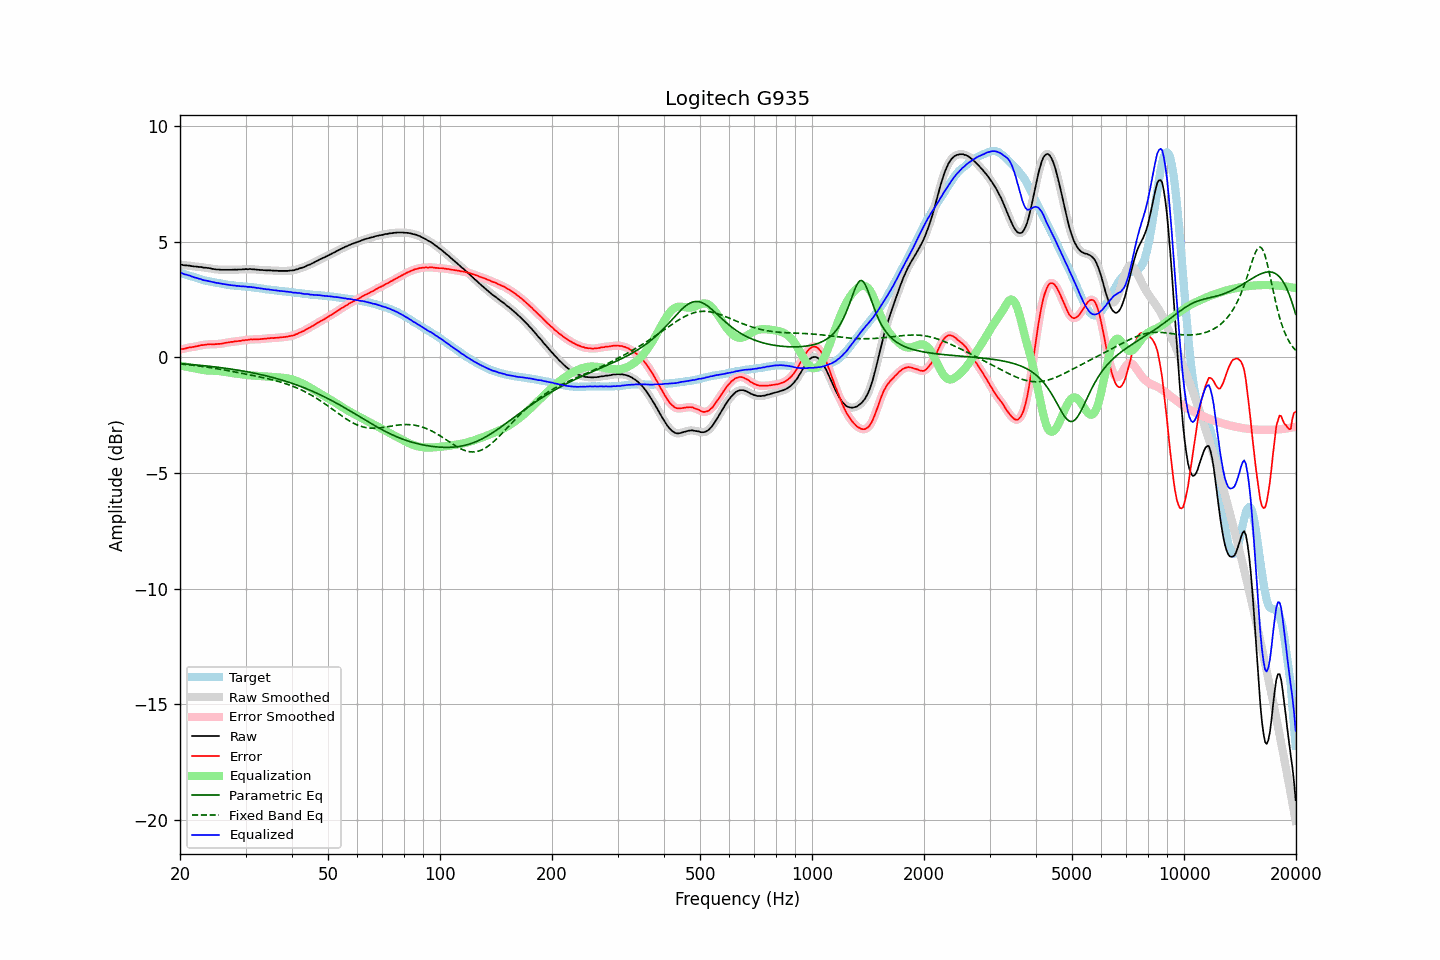 Logitech G935
10
5
0
−5
−10
−15
−20
Amplitude (dBr)
Target
Raw Smoothed
Error Smoothed
Raw
Error
Equalization
Parametric Eq
Fixed Band Eq
Equalized
20 50 100 200 500 1000 2000 5000 10000 20000
Frequency (Hz)